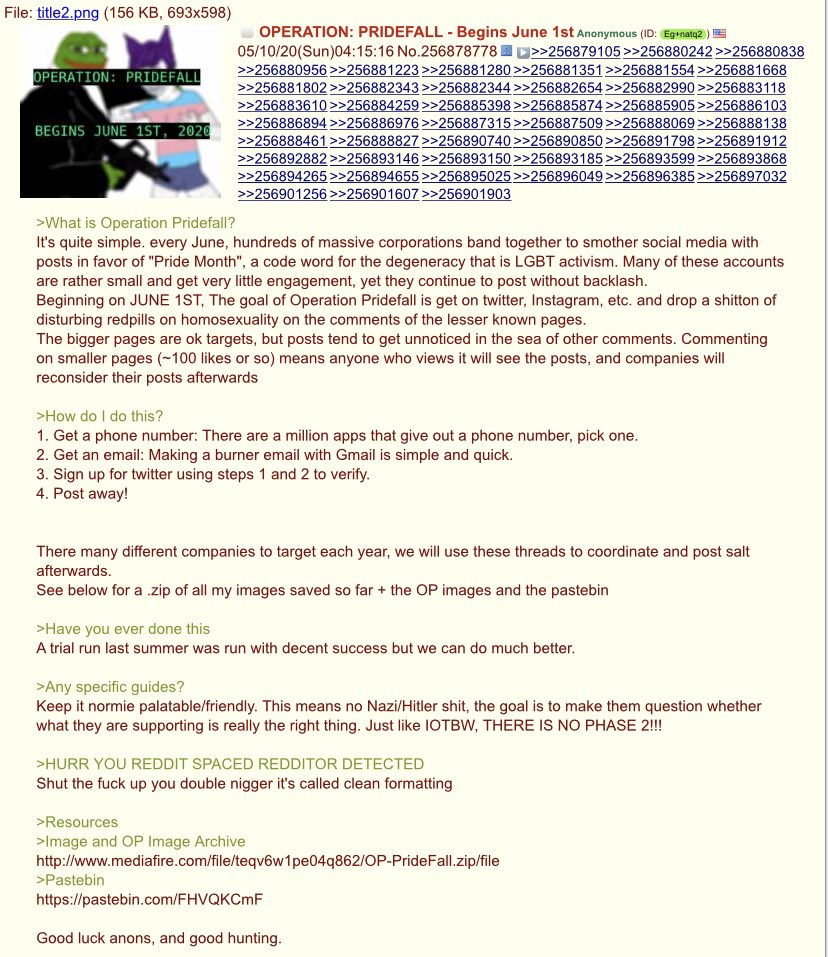 File: title2.png (156 KB, 693x598)
OPERATION: PRIDEFALL
BEGINS JUNE 1ST, 2020
OPERATION: PRIDEFALL - Begins June 1st Anonymous (ID: Eg+natq2)
05/10/20(Sun)04:15:16 No.256878778 >>256879105 >>256880242 >>256880838
>>256880956 >>256881223 >>256881280 >>256881351 >>256881554 >>256881668
>>256881802 >>256882343 >>256882344 >>256882654 >>256882990 >>256883118
>>256883610 >>256884259 >>256885398 >>256885874 >>256885905 >>256886103
>>256886894 >>256886976 >>256887315 >>256887509 >>256888069 >>256888138
>>256888461 >>256888827 >>256890740 >>256890850 >>256891798 >>256891912
>>256892882 >>256893146 >>256893150 >>256893185 >>256893599 >>256893868
>>256894265 >>256894655 >>256895025 >>256896049 >>256896385 >>256897032
>>256901256 >>256901607 >>256901903
>What is Operation Pridefall?
It's quite simple. every June, hundreds of massive corporations band together to smother social media with
posts in favor of "Pride Month", a code word for the degeneracy that is LGBT activism. Many of these accounts
are rather small and get very little engagement, yet they continue to post without backlash.
Beginning on JUNE 1ST, The goal of Operation Pridefall is get on twitter, Instagram, etc. and drop a shitton of
disturbing redpills on homosexuality on the comments of the lesser known pages.
The bigger pages are ok targets, but posts tend to get unnoticed in the sea of other comments. Commenting
on smaller pages (~100 likes or so) means anyone who views it will see the posts, and companies will
reconsider their posts afterwards
>How do I do this?
1. Get a phone number: There are a million apps that give out a phone number, pick one.
2. Get an email: Making a burner email with Gmail is simple and quick.
3. Sign up for twitter using steps 1 and 2 to verify.
4. Post away!
There many different companies to target each year, we will use these threads to coordinate and post salt
afterwards.
See below for a .zip of all my images saved so far + the OP images and the pastebin
>Have you ever done this
A trial run last summer was run with decent success but we can do much better.
>Any specific guides?
Keep it normie palatable/friendly. This means no Nazi/Hitler shit, the goal is to make them question whether
what they are supporting is really the right thing. Just like IOTBW, THERE IS NO PHASE 2!!!
>HURR YOU REDDIT SPACED REDDITOR DETECTED
Shut the fuck up you double nigger it's called clean formatting
>Resources
>Image and OP Image Archive
http://www.mediafire.com/file/teqv6w1pe04q862/OP-PrideFall.zip/file
>Pastebin
https://pastebin.com/FHVQKCmF
Good luck anons, and good hunting.